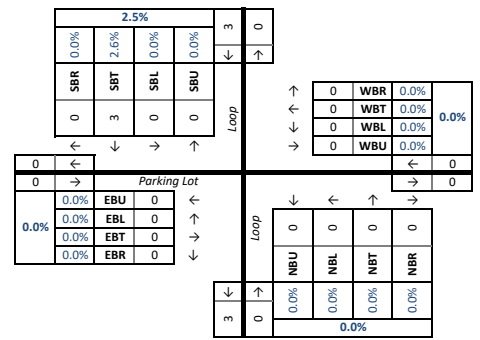 2.5%
3 0
0.0% 2.6% 0.0% 0.0%
↓ ↑
SBR SBT SBL SBU
0 3 0 0
Loop
← ↓ → ↑
↑ 0 WBR 0.0%
← 0 WBT 0.0%
↓ 0 WBL 0.0%
→ 0 WBU 0.0%
0.0%
0 ←
← 0
0 →
Parking Lot
→ 0
0.0%
0.0% EBU 0 ←
0.0% EBL 0 ↑
0.0% EBT 0 →
0.0% EBR 0 ↓
Loop
↓ ← ↑ →
0 0 0 0
NBU NBL NBT NBR
↓ ↑
0.0% 0.0% 0.0% 0.0%
3 0
0.0%